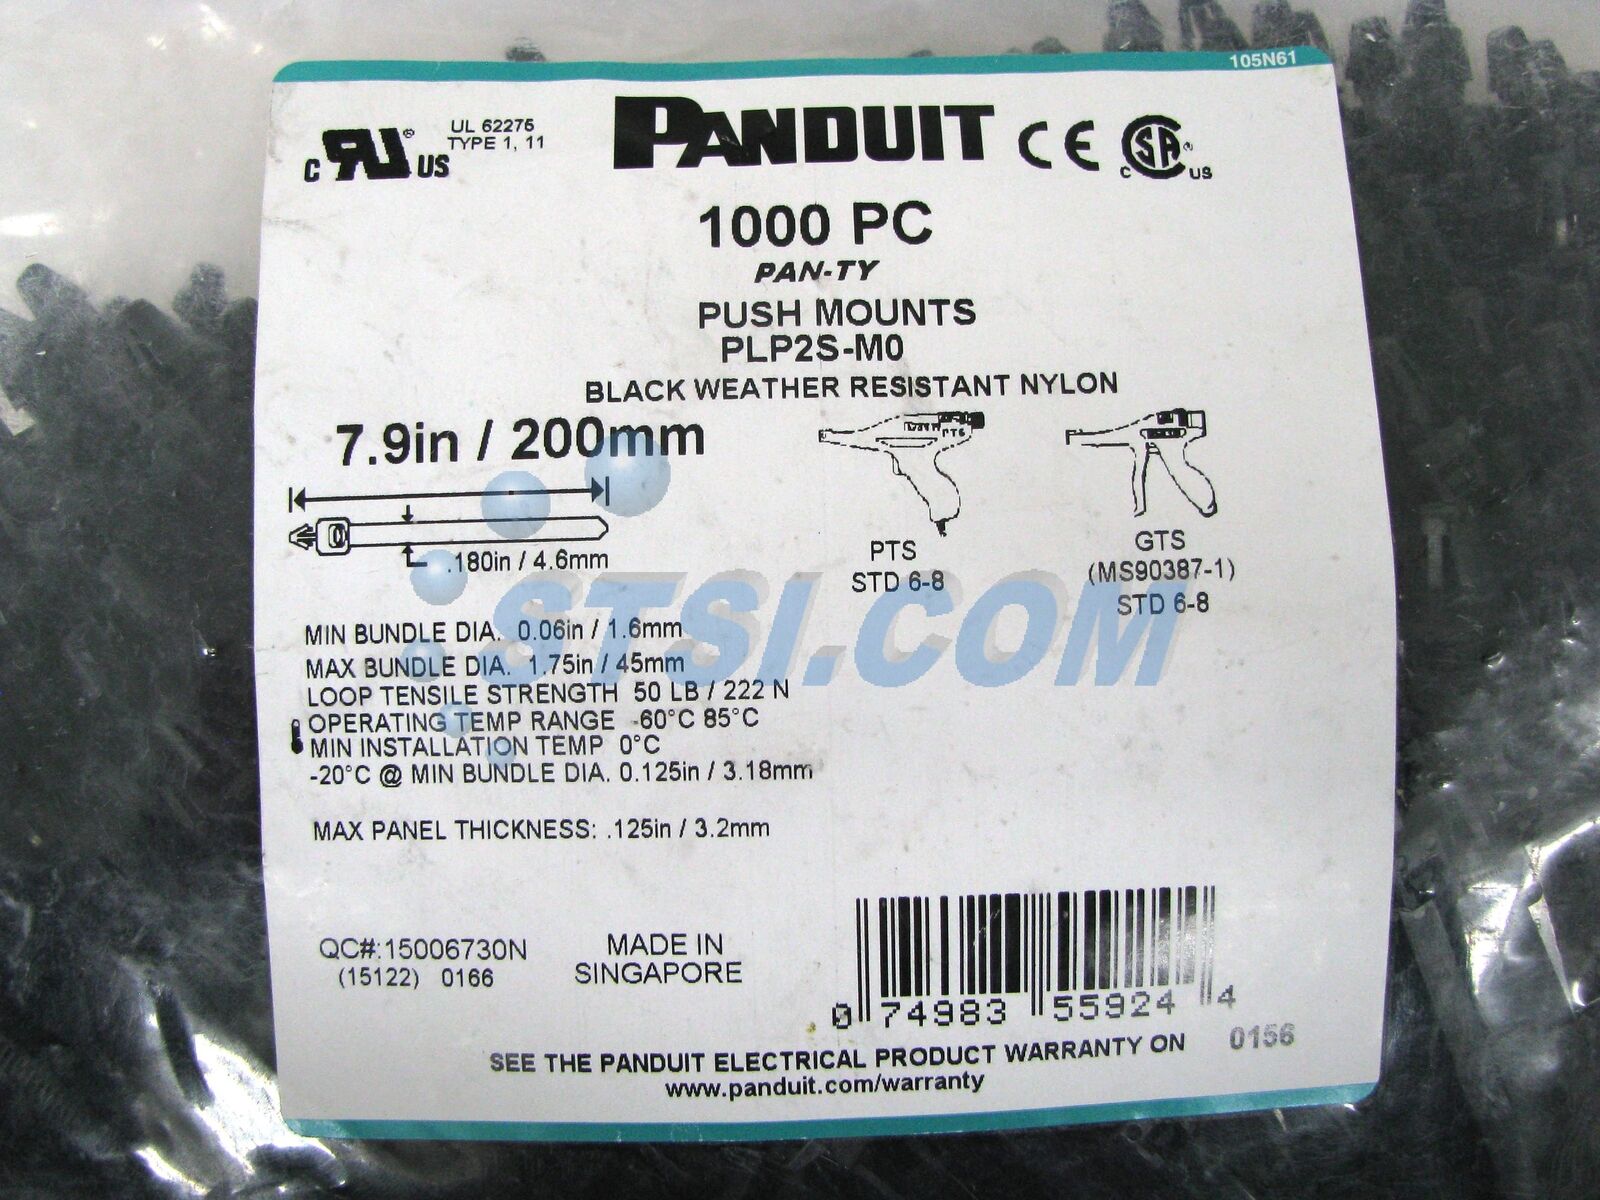 105N61
c RU ® US
UL 62275
TYPE 1, 11
PANDUIT CE CSA ®
C US
1000 PC
PAN-TY
PUSH MOUNTS
PLP2S-M0
BLACK WEATHER RESISTANT NYLON
7.9in / 200mm
.180in / 4.6mm
PTS
STD 6-8
GTS
(MS90387-1)
STD 6-8
STSI.COM
MIN BUNDLE DIA. 0.06in / 1.6mm
MAX BUNDLE DIA. 1.75in / 45mm
LOOP TENSILE STRENGTH 50 LB / 222 N
OPERATING TEMP RANGE -60°C 85°C
MIN INSTALLATION TEMP 0°C
-20°C @ MIN BUNDLE DIA. 0.125in / 3.18mm
MAX PANEL THICKNESS: .125in / 3.2mm
QC#:15006730N
(15122) 0166
MADE IN
SINGAPORE
0 74983 55924 4
SEE THE PANDUIT ELECTRICAL PRODUCT WARRANTY ON
www.panduit.com/warranty
0156